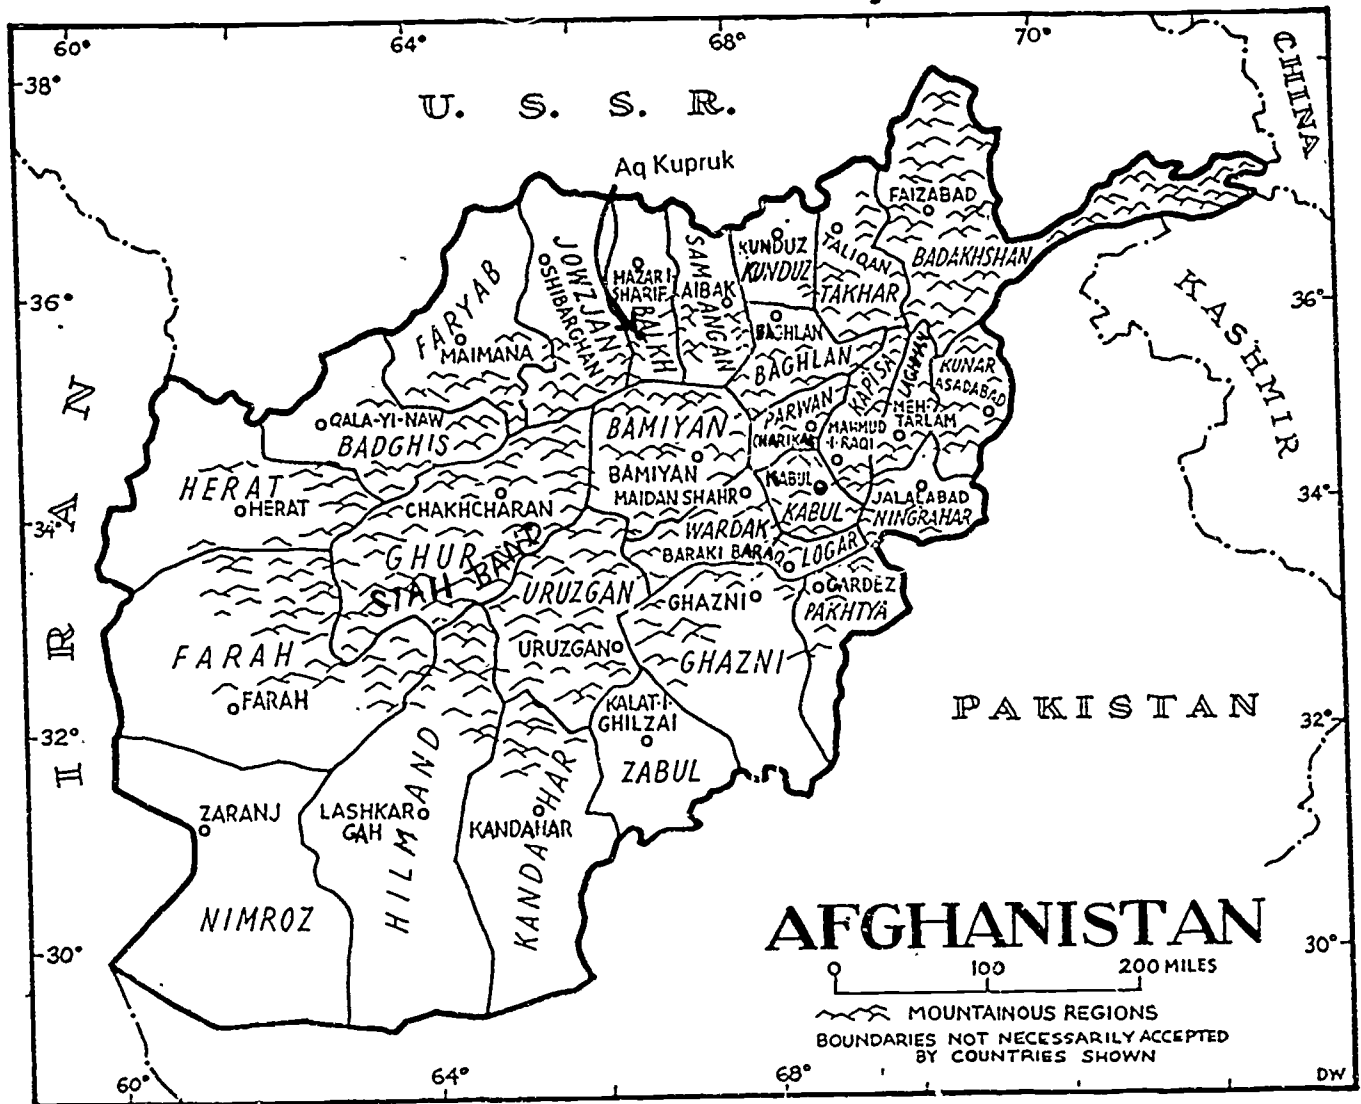 60°
64°
68°
70°
38°
U. S. S. R.
CHINA
Aq Kupruk
FAIZABAD
BADAKHSHAN
KUNDUZ
KUNDUZ
TALIQAN
TAKHAR
JOWZJAN
SHIBARGHAN
MAZAR-I-
SHARIF
BALKH
SAMANGAN
AIBAK
36°
36°
KASHMIR
FARYAB
MAIMANA
BAGHLAN
BAGHLAN
KAPISA
LAGHMAN
KUNAR
ASADABAD
PARWAN
CHARIKAR
MAHMUD
-I-RAQI
MEH-
TARLAM
QALA-YI-NAW
BADGHIS
BAMIYAN
BAMIYAN
MAIDAN SHAHR
KABUL
KABUL
JALALABAD
NINGRAHAR
HERAT
HERAT
CHAKHCHARAN
34°
34°
WARDAK
BARAKI BARAQ
LOGAR
GHUR
SIAH BAND
URUZGAN
URUZGAN
GHAZNI
GHAZNI
GARDEZ
PAKHTYA
IRAN
FARAH
FARAH
KALAT-I-
GHILZAI
ZABUL
PAKISTAN
32°
32°
ZARANJ
LASHKAR
GAH
HILMAND
KANDAHAR
KANDAHAR
NIMROZ
AFGHANISTAN
30°
30°
0 100 200 MILES
MOUNTAINOUS REGIONS
BOUNDARIES NOT NECESSARILY ACCEPTED
BY COUNTRIES SHOWN
DW
60°
64°
68°